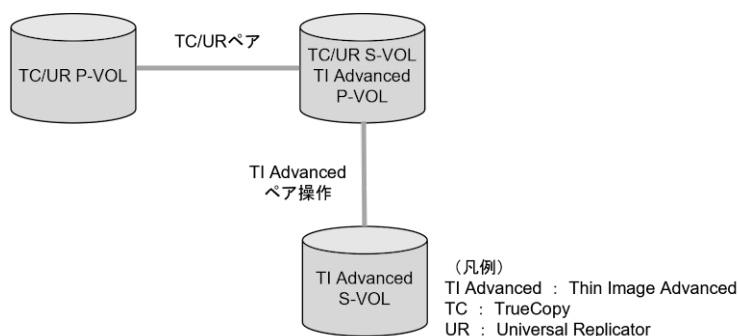 TC/URペア
TC/UR P-VOL
TC/UR S-VOL
TI Advanced
P-VOL
TI Advanced
ペア操作
TI Advanced
S-VOL
（凡例）
TI Advanced ： Thin Image Advanced
TC ： TrueCopy
UR ： Universal Replicator